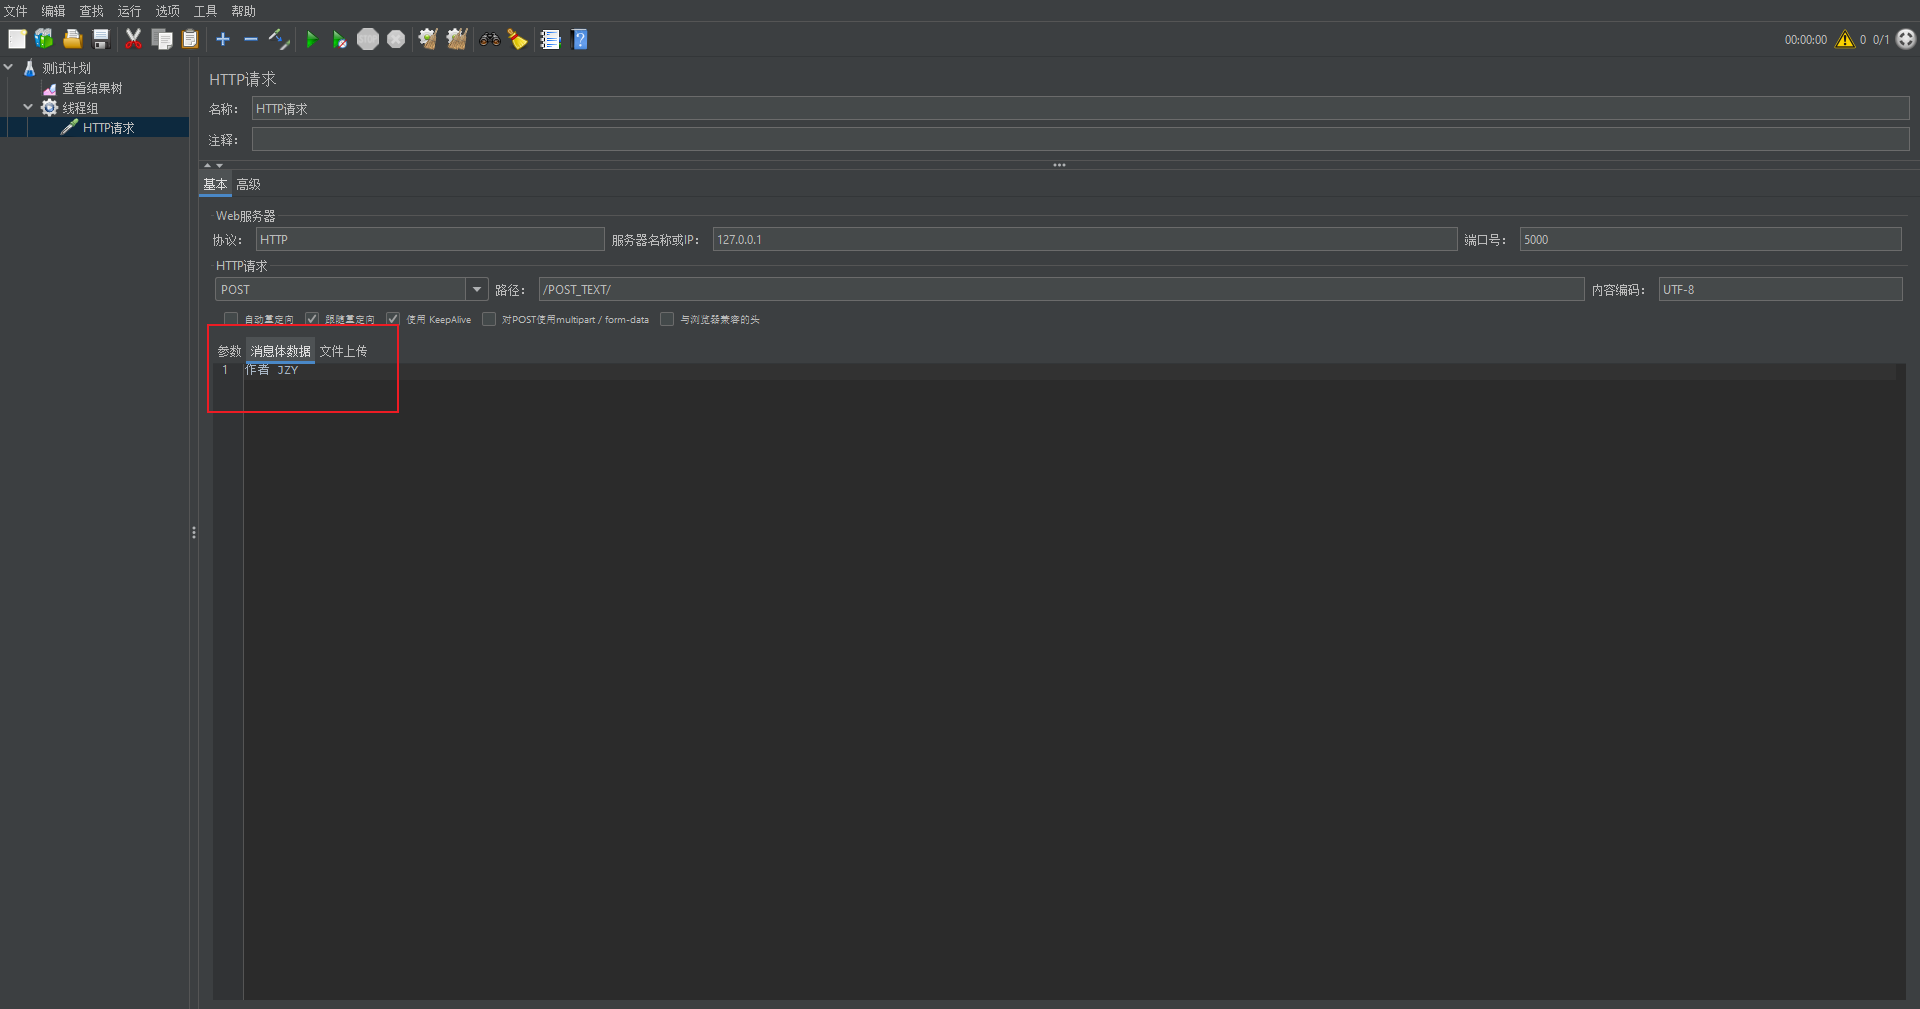 文件 编辑 查找 运行 选项 工具 帮助
00:00:00 0 0/1
测试计划
查看结果树
线程组
HTTP请求
HTTP请求
名称： HTTP请求
注释：
基本 高级
Web服务器
协议： HTTP 服务器名称或IP： 127.0.0.1 端口号： 5000
HTTP请求
POST 路径： /POST_TEXT/ 内容编码： UTF-8
自动重定向 跟随重定向 使用 KeepAlive 对POST使用multipart / form-data 与浏览器兼容的头
参数 消息体数据 文件上传
1 作者 JZY